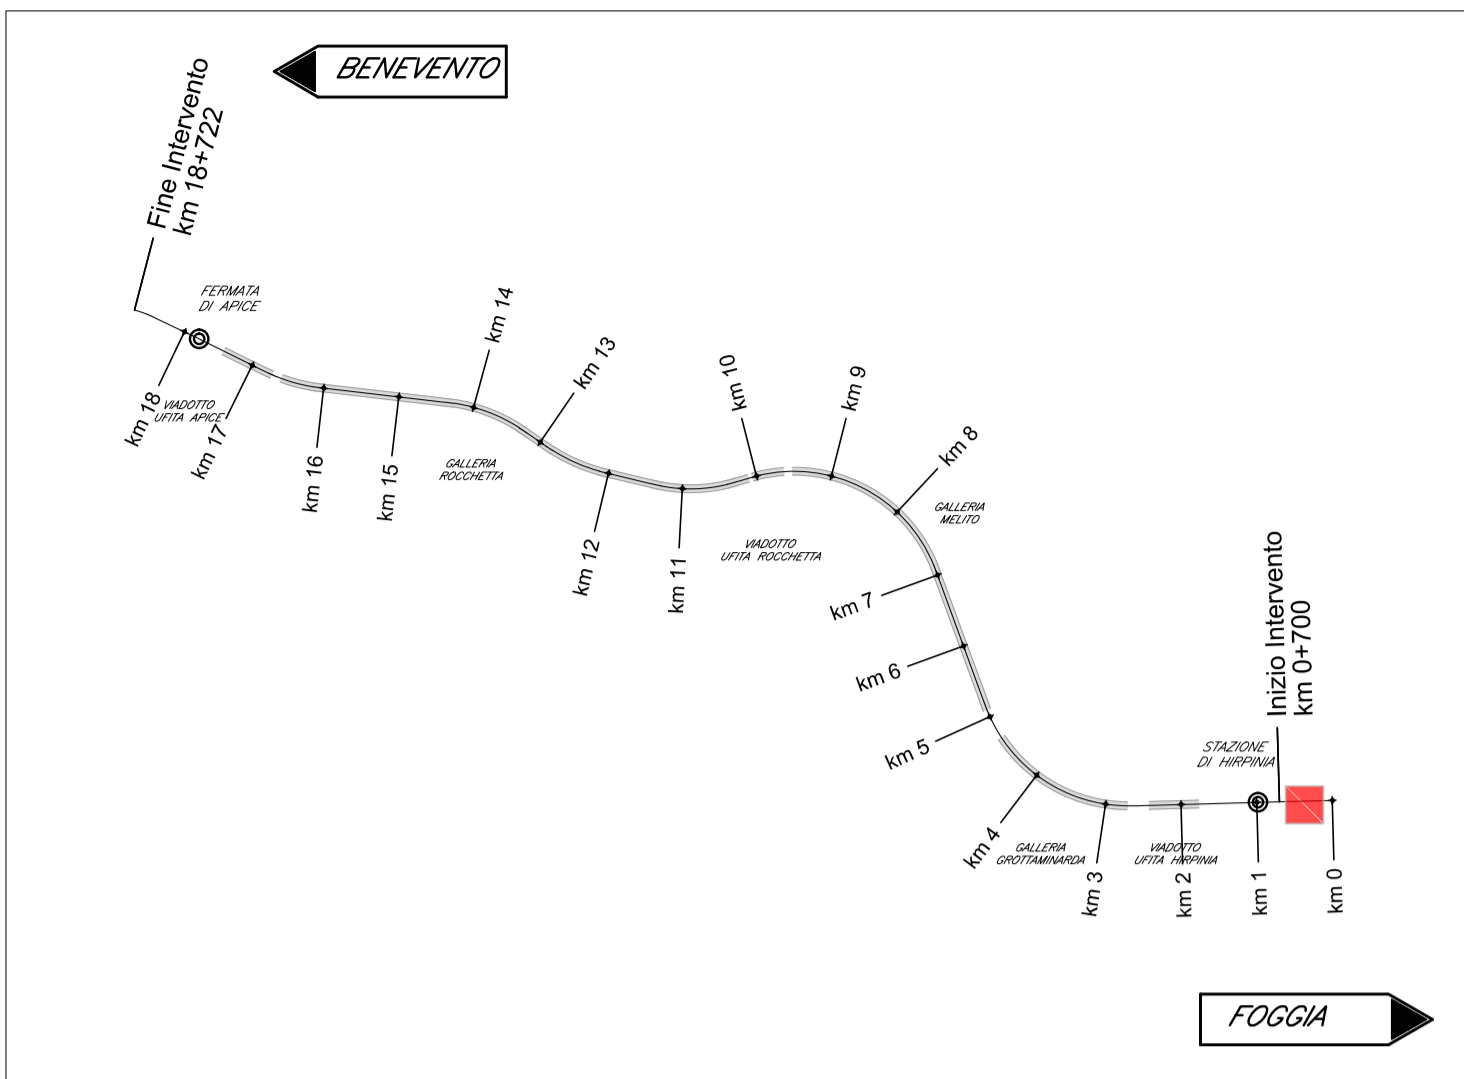 BENEVENTO
Fine Intervento
km 18+722
FERMATA
DI APICE
km 18
VIADOTTO
UFITA APICE
km 17
km 16
km 15
km 14
GALLERIA
ROCCHETTA
km 13
km 12
km 11
km 10
VIADOTTO
UFITA ROCCHETTA
km 9
km 8
GALLERIA
MELITO
km 7
km 6
km 5
km 4
GALLERIA
GROTTAMINARDA
km 3
VIADOTTO
UFITA HIRPINIA
km 2
STAZIONE
DI HIRPINIA
km 1
Inizio Intervento
km 0+700
km 0
FOGGIA